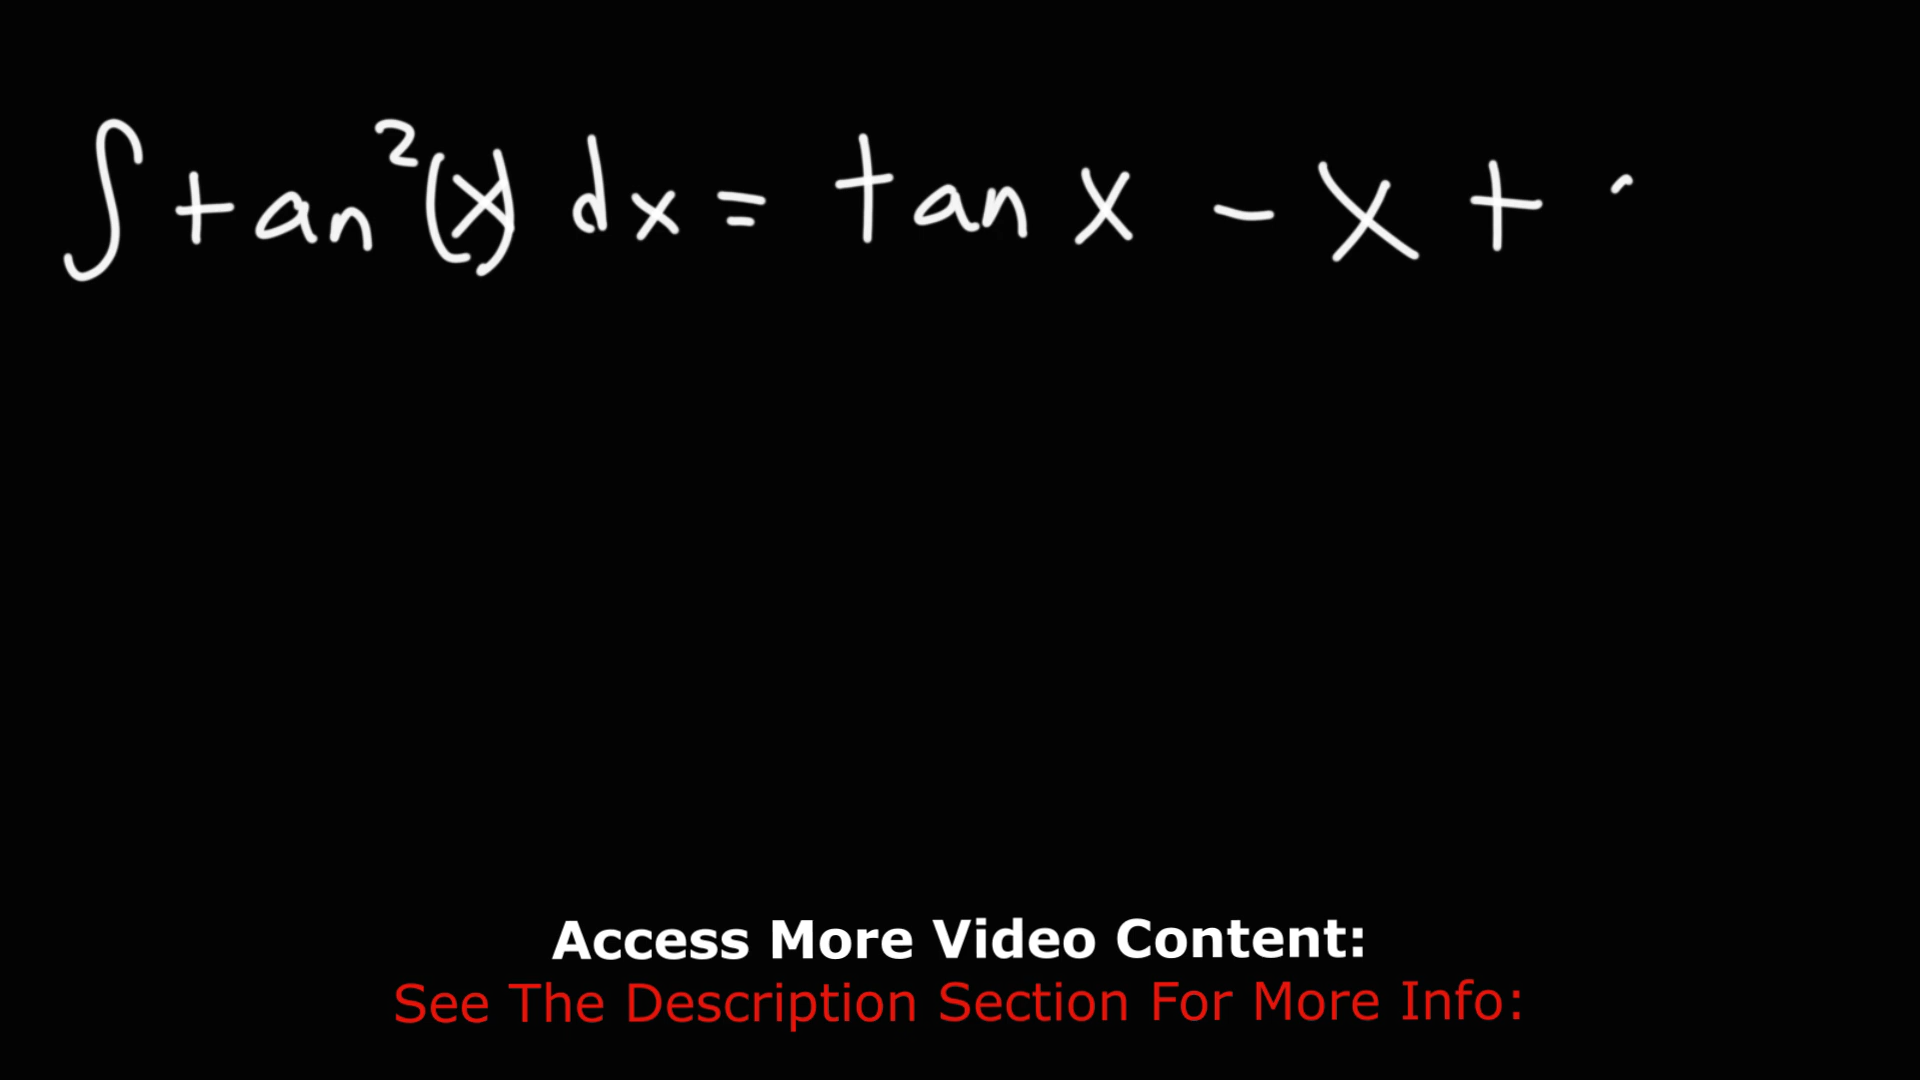 ∫tan²(x) dx = tan x − x +
Access More Video Content:
See The Description Section For More Info: